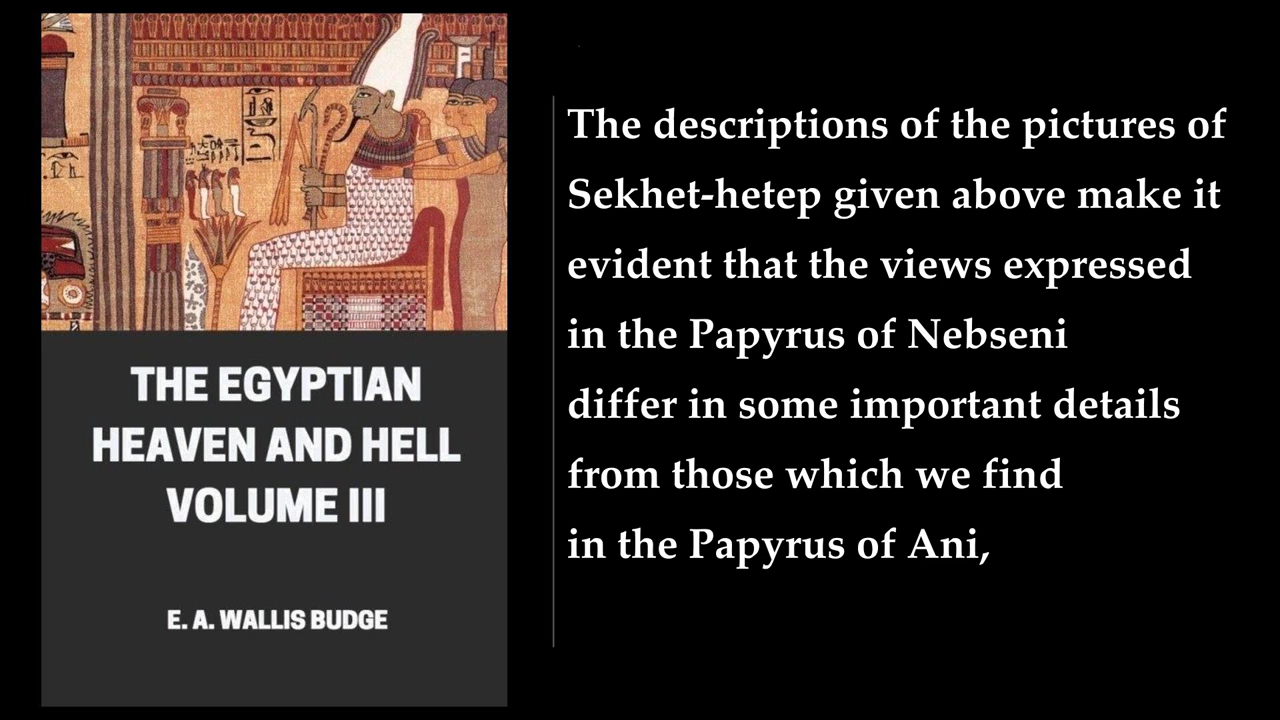 THE EGYPTIAN
HEAVEN AND HELL
VOLUME III
E. A. WALLIS BUDGE
The descriptions of the pictures of
Sekhet-hetep given above make it
evident that the views expressed
in the Papyrus of Nebseni
differ in some important details
from those which we find
in the Papyrus of Ani,